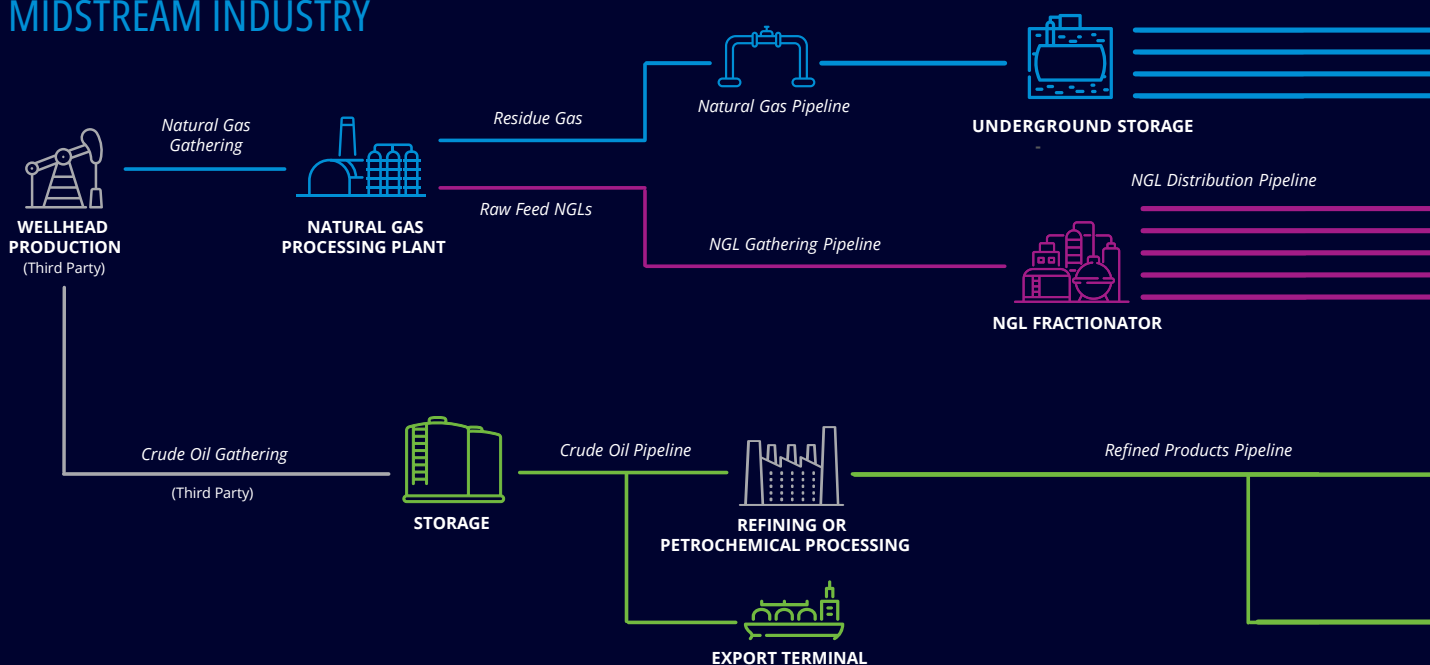 MIDSTREAM INDUSTRY
Natural Gas
Gathering
Residue Gas
Natural Gas Pipeline
UNDERGROUND STORAGE
WELLHEAD
PRODUCTION
(Third Party)
NATURAL GAS
PROCESSING PLANT
Raw Feed NGLs
NGL Gathering Pipeline
NGL Distribution Pipeline
NGL FRACTIONATOR
Crude Oil Gathering
(Third Party)
STORAGE
Crude Oil Pipeline
REFINING OR
PETROCHEMICAL PROCESSING
Refined Products Pipeline
EXPORT TERMINAL